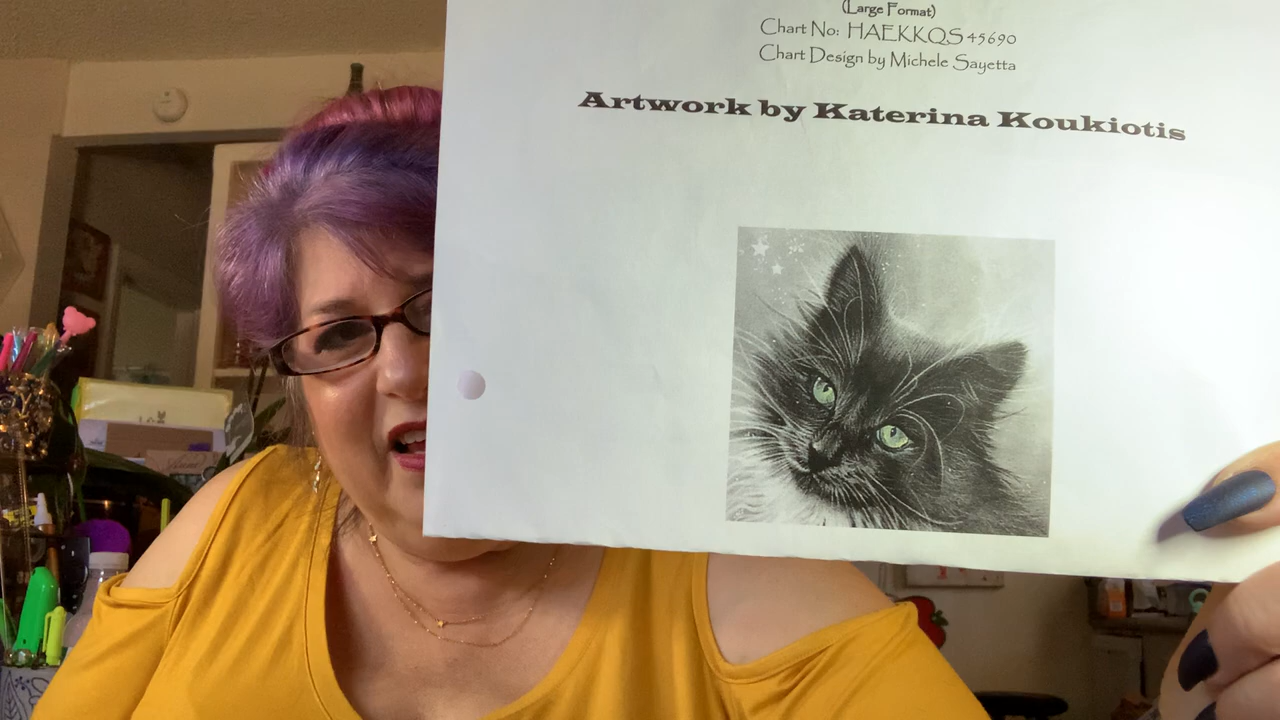 (Large Format)
Chart No: HAEKKQS 45690
Chart Design by Michele Sayetta
Artwork by Katerina Koukiotis